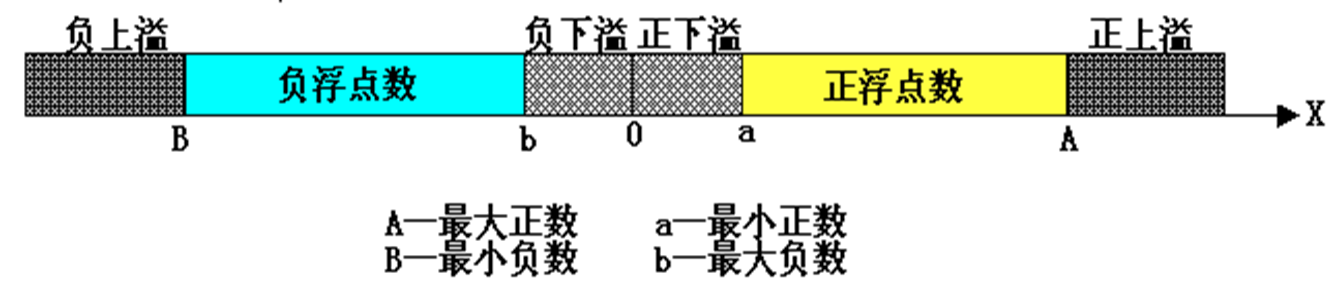 负上溢 负下溢 正下溢 正上溢
负浮点数 正浮点数
B b 0 a A X
A—最大正数 a—最小正数
B—最小负数 b—最大负数